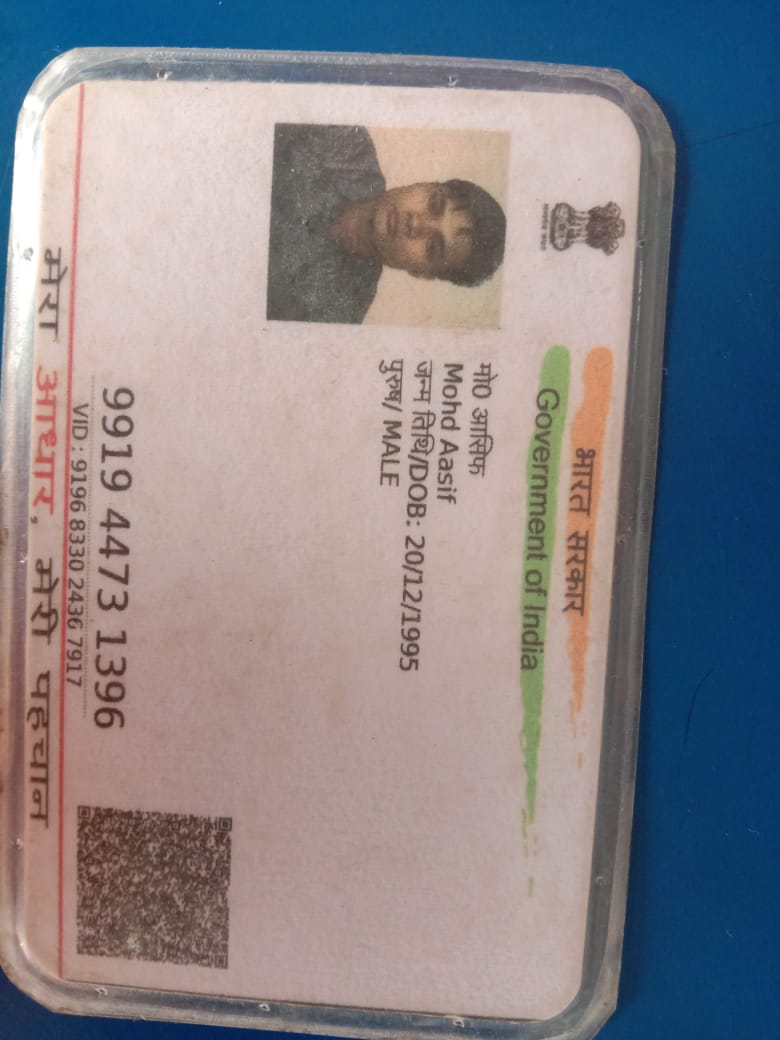 भारत सरकार
Government of India
मो0 आसिफ
Mohd Aasif
जन्म तिथि/DOB: 20/12/1995
पुरुष/ MALE
9919 4473 1396
VID : 9196 8330 2436 7917
मेरा आधार, मेरी पहचान